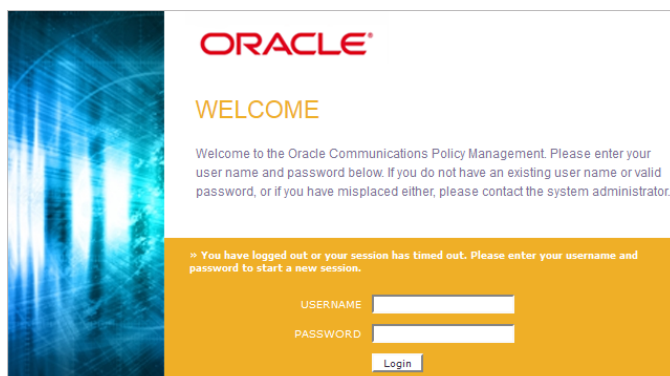 ORACLE®
WELCOME
Welcome to the Oracle Communications Policy Management. Please enter your
user name and password below. If you do not have an existing user name or valid
password, or if you have misplaced either, please contact the system administrator.
» You have logged out or your session has timed out. Please enter your username and
password to start a new session.
USERNAME
PASSWORD
Login